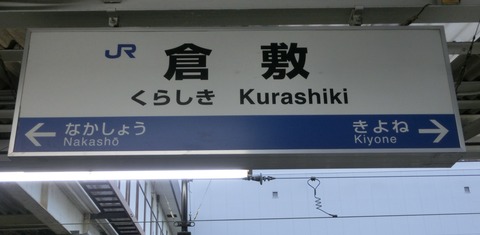 JR 倉敷
くらしき Kurashiki
← なかしょう きよね →
Nakashō Kiyone